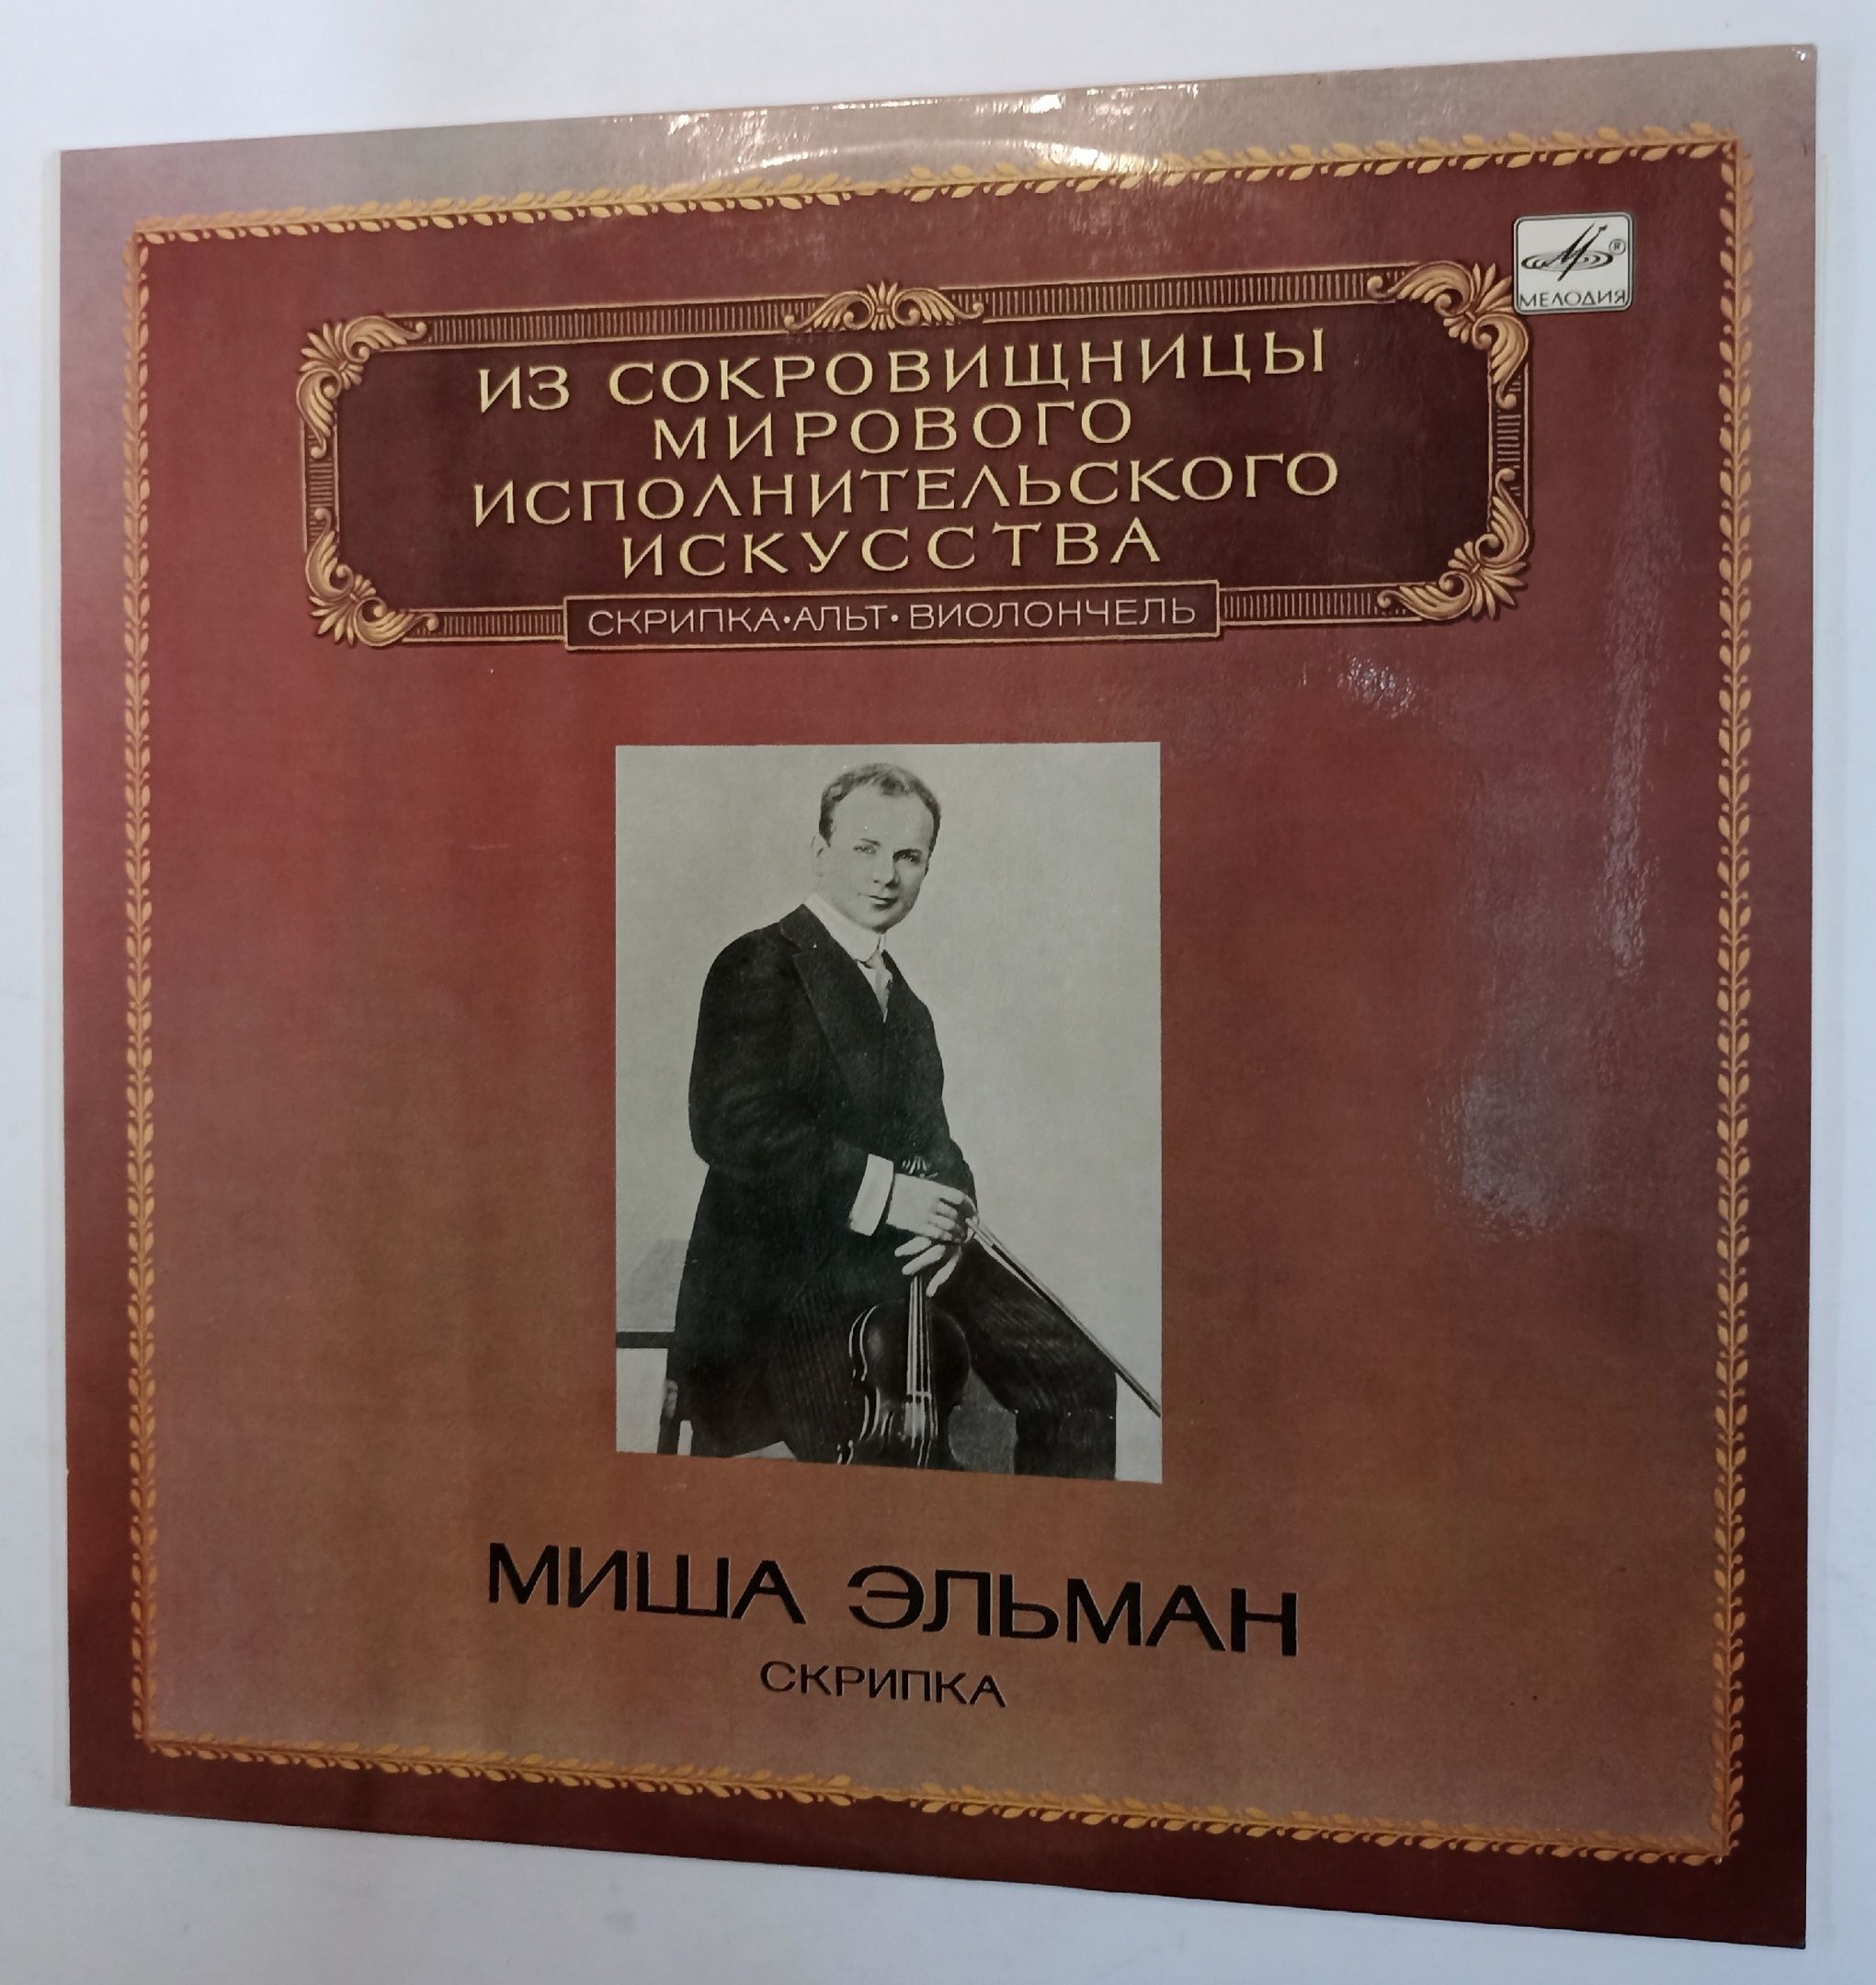 ИЗ СОКРОВИЩНИЦЫ
МИРОВОГО
ИСПОЛНИТЕЛЬСКОГО
ИСКУССТВА
СКРИПКА•АЛЬТ•ВИОЛОНЧЕЛЬ
®
МЕЛОДИЯ
МИША ЭЛЬМАН
СКРИПКА